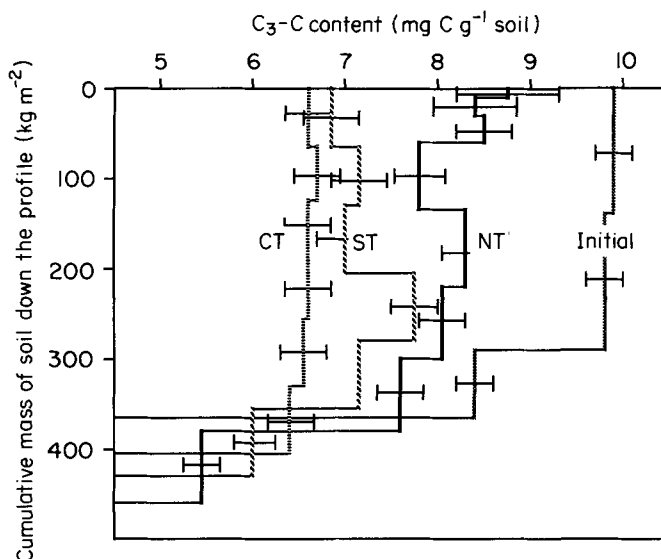 C₃-C content (mg C g⁻¹ soil)
5 6 7 8 9 10
Cumulative mass of soil down the profile (kg m⁻²)
0
100
200
300
400
CT ST NT Initial